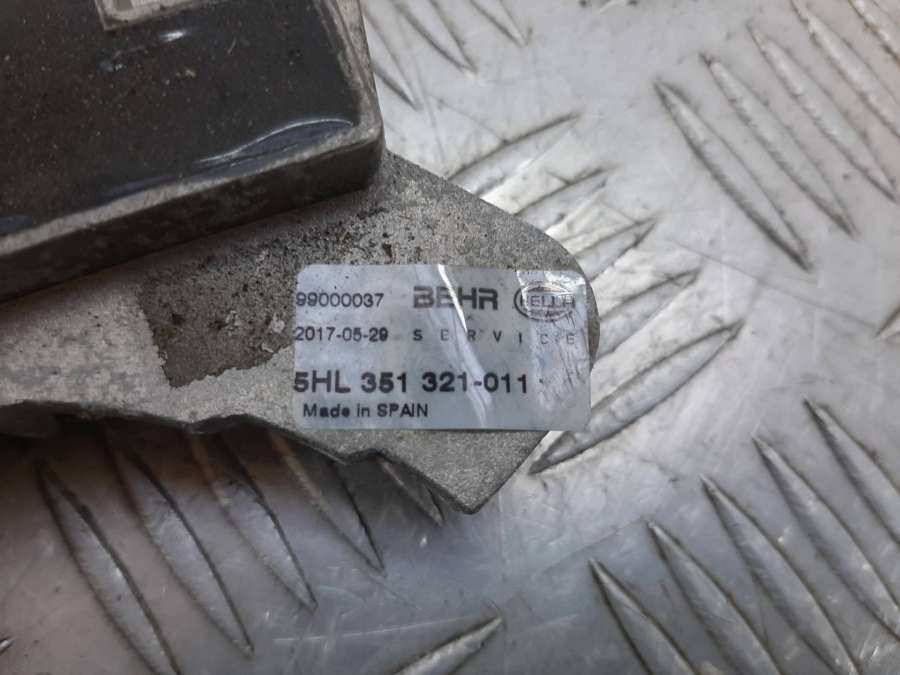 99000037 BEHR HELLA
2017-05-29 SERVICE
5HL 351 321-011
Made in SPAIN